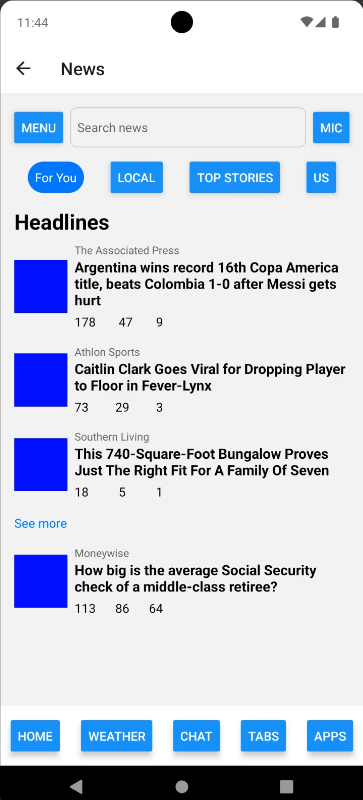 11:44
News
MENU
Search news
MIC
For You
LOCAL
TOP STORIES
US
Headlines
The Associated Press
Argentina wins record 16th Copa America
title, beats Colombia 1-0 after Messi gets
hurt
178 47 9
Athlon Sports
Caitlin Clark Goes Viral for Dropping Player
to Floor in Fever-Lynx
73 29 3
Southern Living
This 740-Square-Foot Bungalow Proves
Just The Right Fit For A Family Of Seven
18 5 1
See more
Moneywise
How big is the average Social Security
check of a middle-class retiree?
113 86 64
HOME
WEATHER
CHAT
TABS
APPS